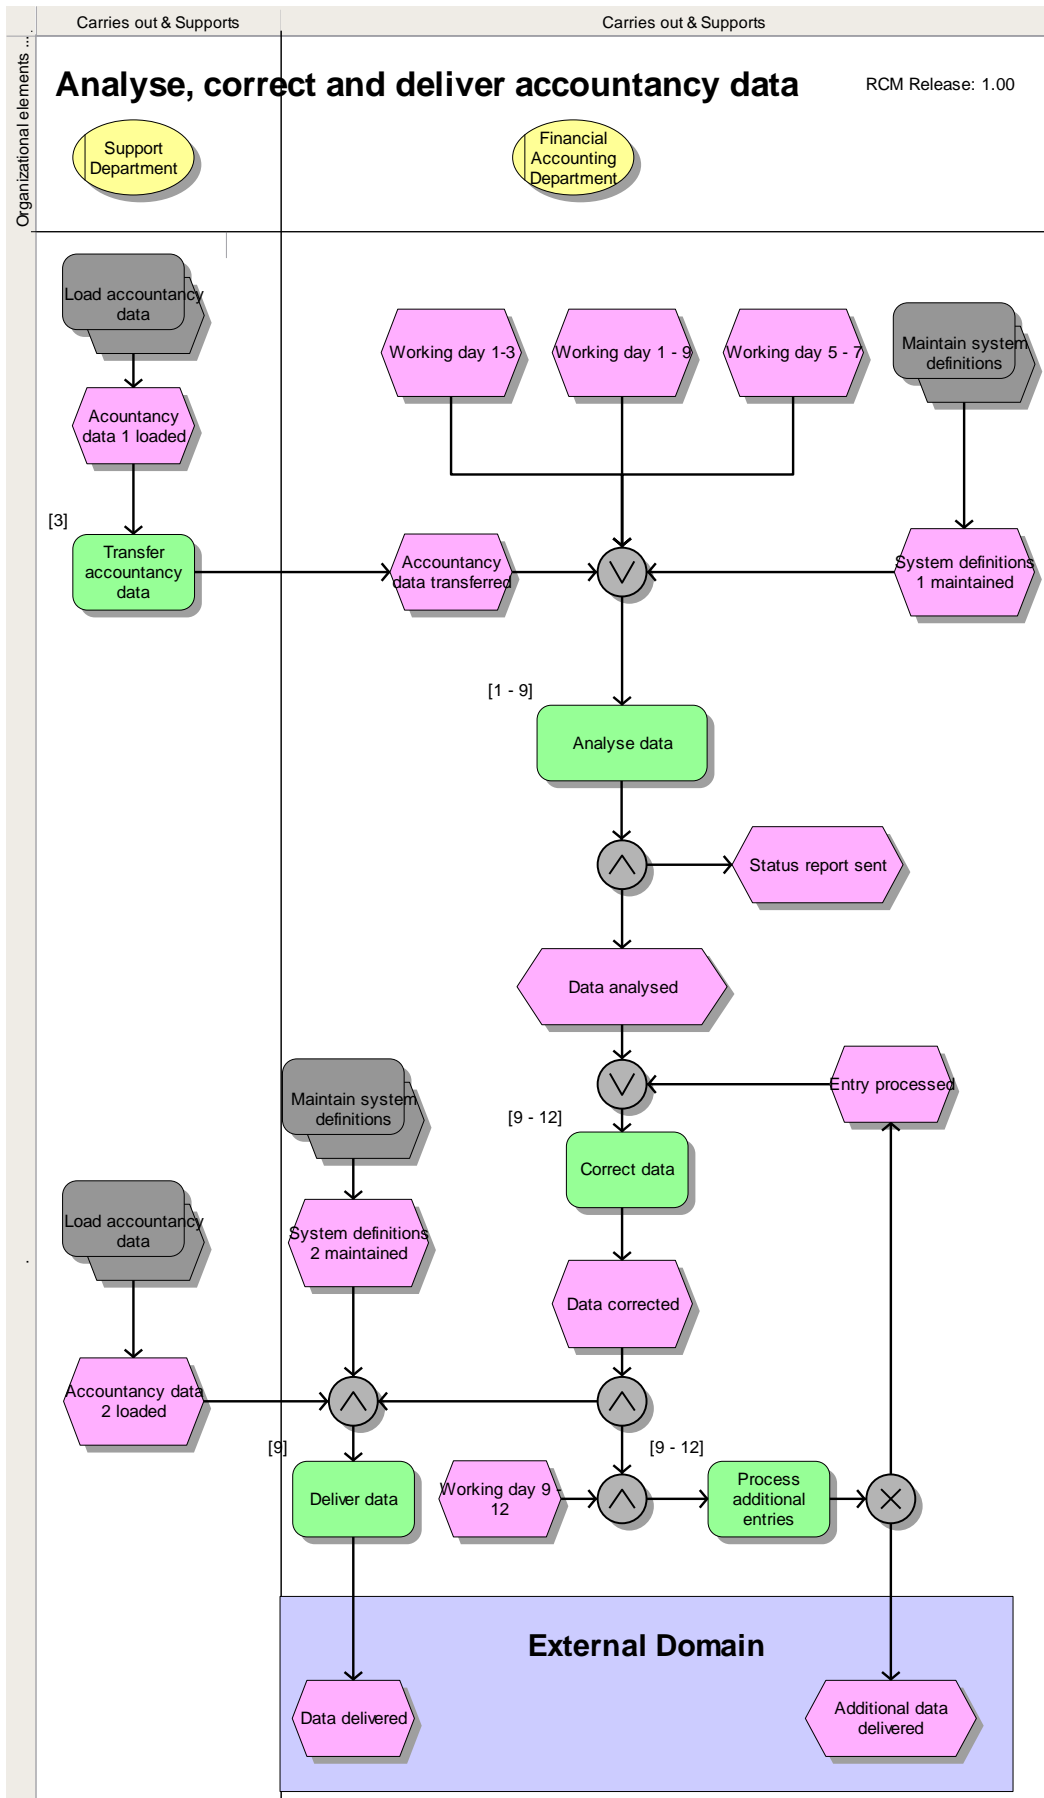 Carries out & Supports
Carries out & Supports
Organizational elements ...
Analyse, correct and deliver accountancy data
RCM Release: 1.00
Support
Department
Financial
Accounting
Department
Load accountancy
data
Working day 1-3
Working day 1 - 9
Working day 5 - 7
Maintain system
definitions
Acountancy
data 1 loaded
[3]
Transfer
accountancy
data
Accountancy
data transferred
System definitions
1 maintained
[1 - 9]
Analyse data
Status report sent
Data analysed
Maintain system
definitions
Entry processed
[9 - 12]
Correct data
Load accountancy
data
System definitions
2 maintained
Data corrected
Accountancy data
2 loaded
[9]
[9 - 12]
Deliver data
Working day 9 -
12
Process
additional
entries
External Domain
Data delivered
Additional data
delivered